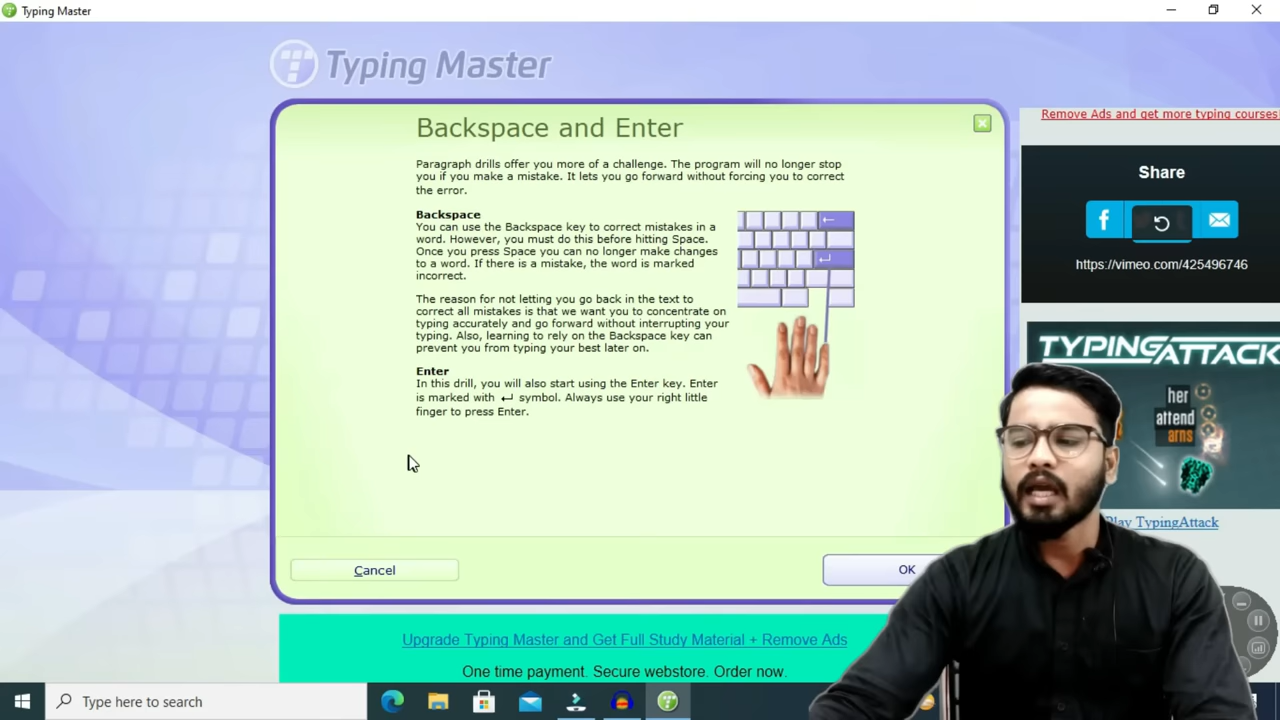 Typing Master
Typing Master
Backspace and Enter
Paragraph drills offer you more of a challenge. The program will no longer stop
you if you make a mistake. It lets you go forward without forcing you to correct
the error.
Backspace
You can use the Backspace key to correct mistakes in a
word. However, you must do this before hitting Space.
Once you press Space you can no longer make changes
to a word. If there is a mistake, the word is marked
incorrect.
The reason for not letting you go back in the text to
correct all mistakes is that we want you to concentrate on
typing accurately and go forward without interrupting your
typing. Also, learning to rely on the Backspace key can
prevent you from typing your best later on.
Enter
In this drill, you will also start using the Enter key. Enter
is marked with ↵ symbol. Always use your right little
finger to press Enter.
Cancel
OK
Upgrade Typing Master and Get Full Study Material + Remove Ads
One time payment. Secure webstore. Order now.
Remove Ads and get more typing courses!
Share
https://vimeo.com/425496746
TYPINGATTACK
her
attend
arns
Play TypingAttack
Type here to search